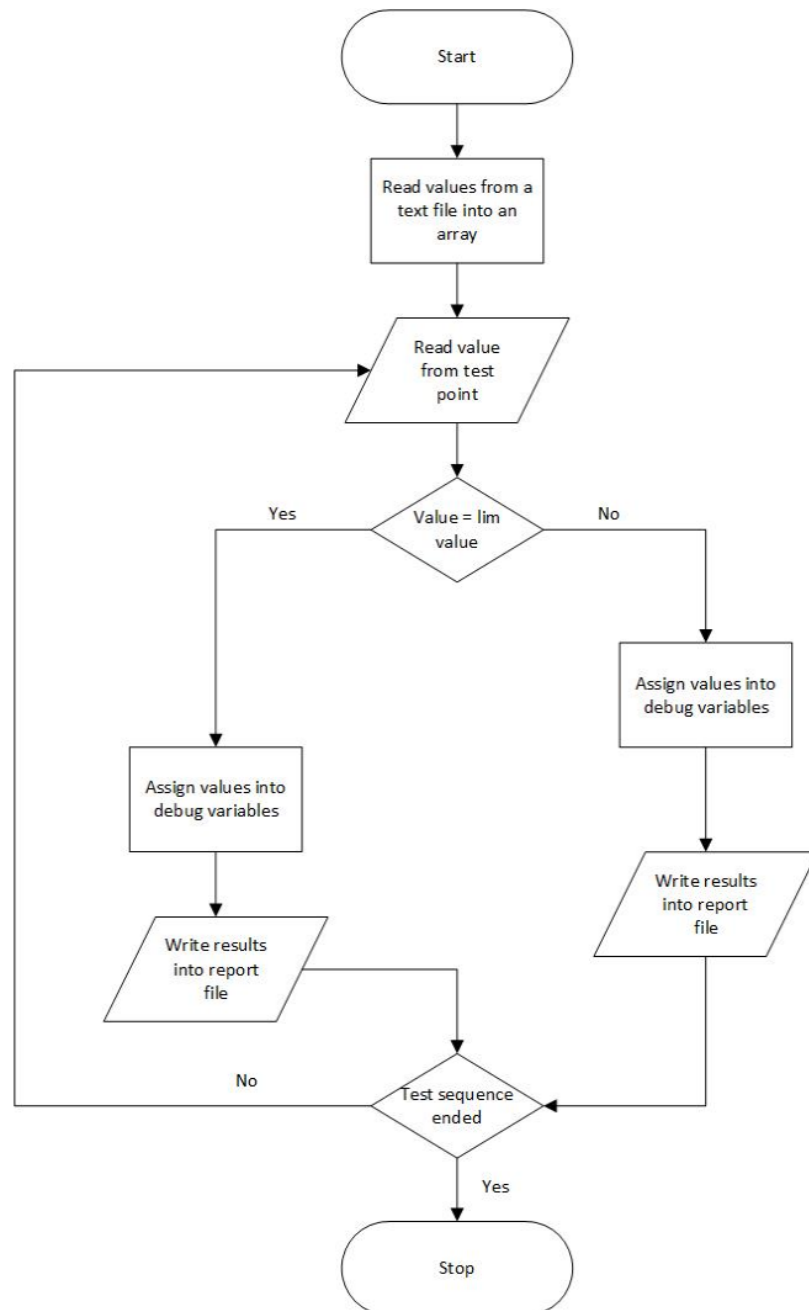 Start
Read values from a
text file into an
array
Read value
from test
point
Yes
Value = lim
value
No
Assign values into
debug variables
Assign values into
debug variables
Write results
into report
file
Write results
into report
file
No
Test sequence
ended
Yes
Stop